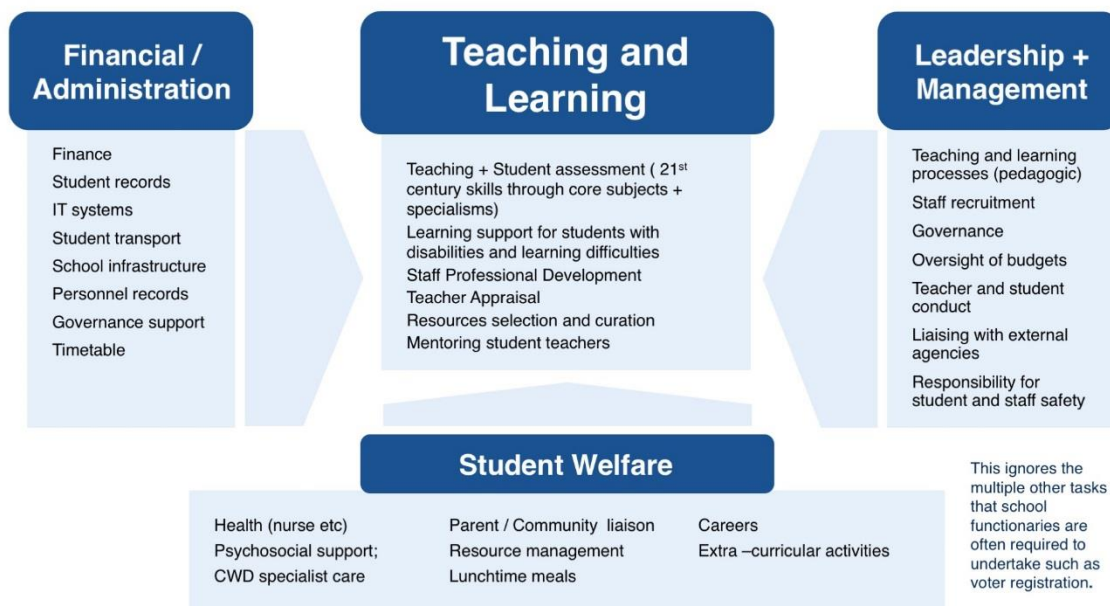 Financial /
Administration
Finance
Student records
IT systems
Student transport
School infrastructure
Personnel records
Governance support
Timetable
Teaching and
Learning
Teaching + Student assessment ( 21st
century skills through core subjects +
specialisms)
Learning support for students with
disabilities and learning difficulties
Staff Professional Development
Teacher Appraisal
Resources selection and curation
Mentoring student teachers
Leadership +
Management
Teaching and learning
processes (pedagogic)
Staff recruitment
Governance
Oversight of budgets
Teacher and student
conduct
Liaising with external
agencies
Responsibility for
student and staff safety
Student Welfare
Health (nurse etc)
Psychosocial support;
CWD specialist care
Parent / Community liaison
Resource management
Lunchtime meals
Careers
Extra –curricular activities
This ignores the
multiple other tasks
that school
functionaries are
often required to
undertake such as
voter registration.